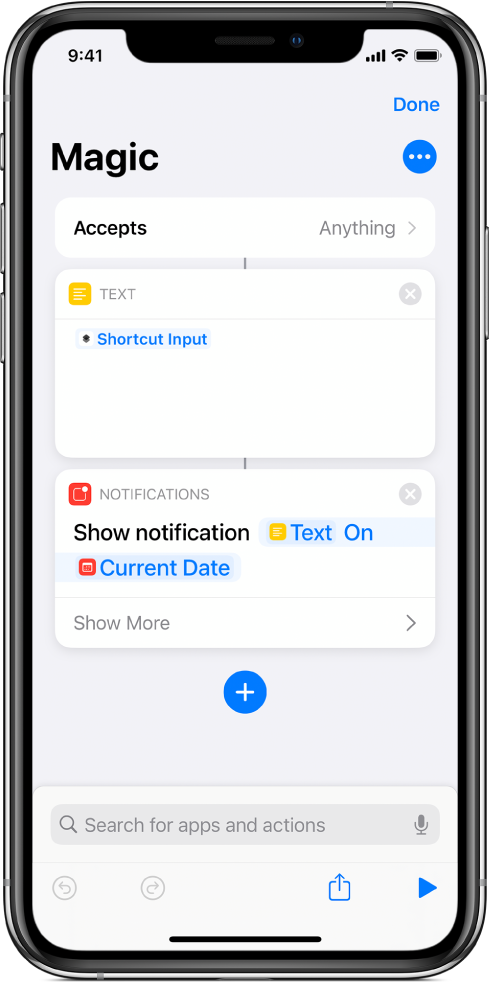 9:41
Done
Magic
Accepts Anything
TEXT
Shortcut Input
NOTIFICATIONS
Show notification Text On
Current Date
Show More
Search for apps and actions